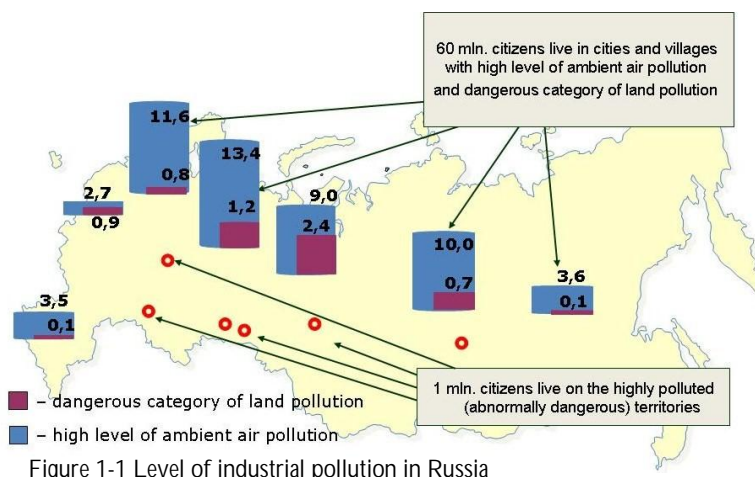 60 mln. citizens live in cities and villages
with high level of ambient air pollution
and dangerous category of land pollution
11,6
0,8
13,4
1,2
9,0
2,4
2,7
0,9
10,0
0,7
3,6
0,1
3,5
0,1
1 mln. citizens live on the highly polluted
(abnormally dangerous) territories
– dangerous category of land pollution
– high level of ambient air pollution
Figure 1-1 Level of industrial pollution in Russia